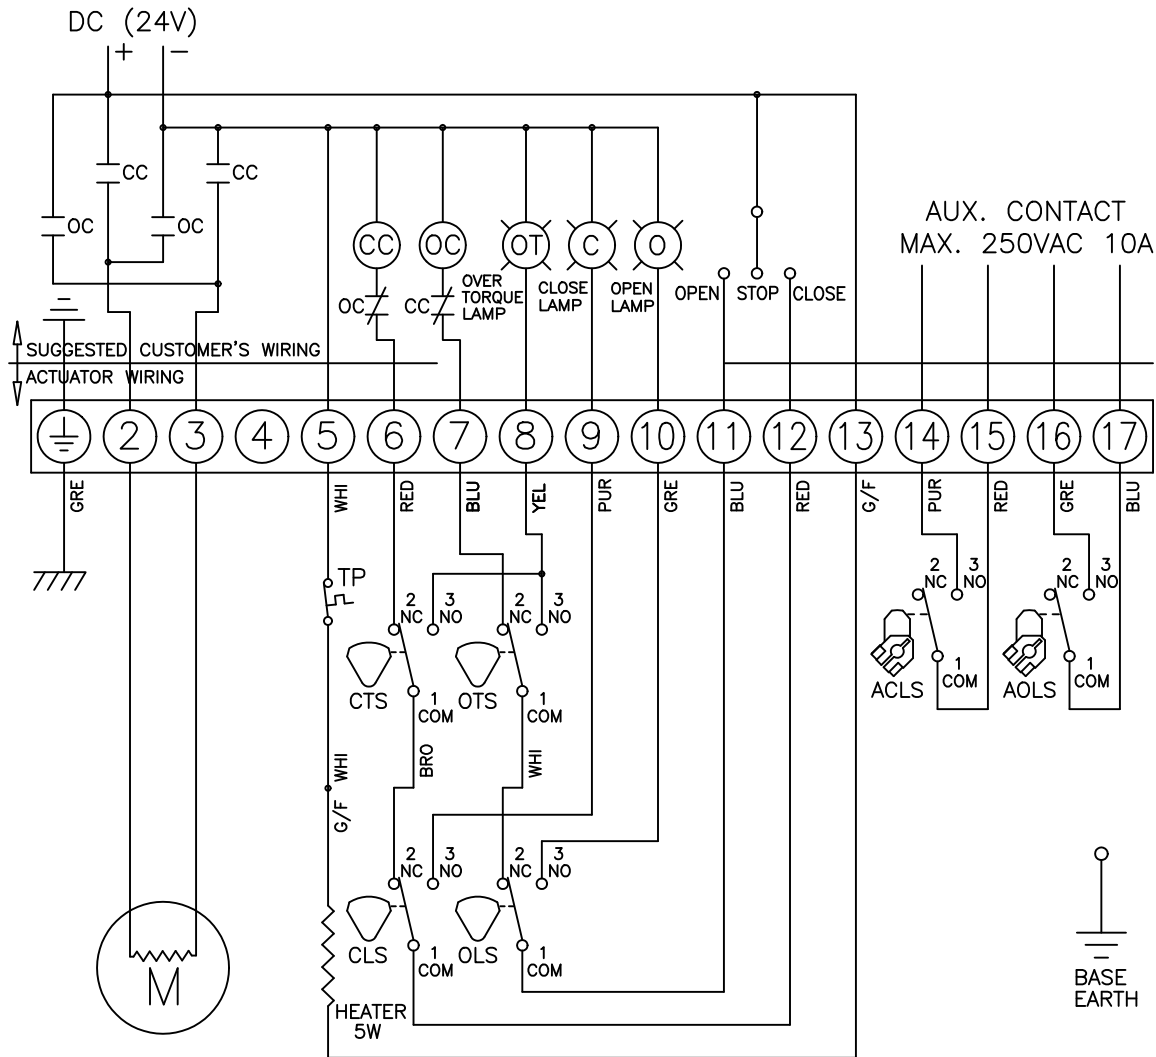 DC (24V)
+ −
CC CC
OC OC
CC OC OT C O
OC CC
OVER
TORQUE
LAMP
CLOSE
LAMP
OPEN
LAMP
OPEN STOP CLOSE
AUX. CONTACT
MAX. 250VAC 10A
SUGGESTED CUSTOMER'S WIRING
ACTUATOR WIRING
2 3 4 5 6 7 8 9 10 11 12 13 14 15 16 17
GRE WHI RED BLU YEL PUR GRE BLU RED G/F PUR RED GRE BLU
TP
2 NC 3 NO
CTS
1
COM
2 NC 3 NO
OTS
1
COM
2 NC 3 NO
ACLS
1
COM
2 NC 3 NO
AOLS
1
COM
WHI BRO WHI
G/F
2 NC 3 NO
CLS
1
COM
2 NC 3 NO
OLS
1
COM
M
HEATER
5W
BASE
EARTH